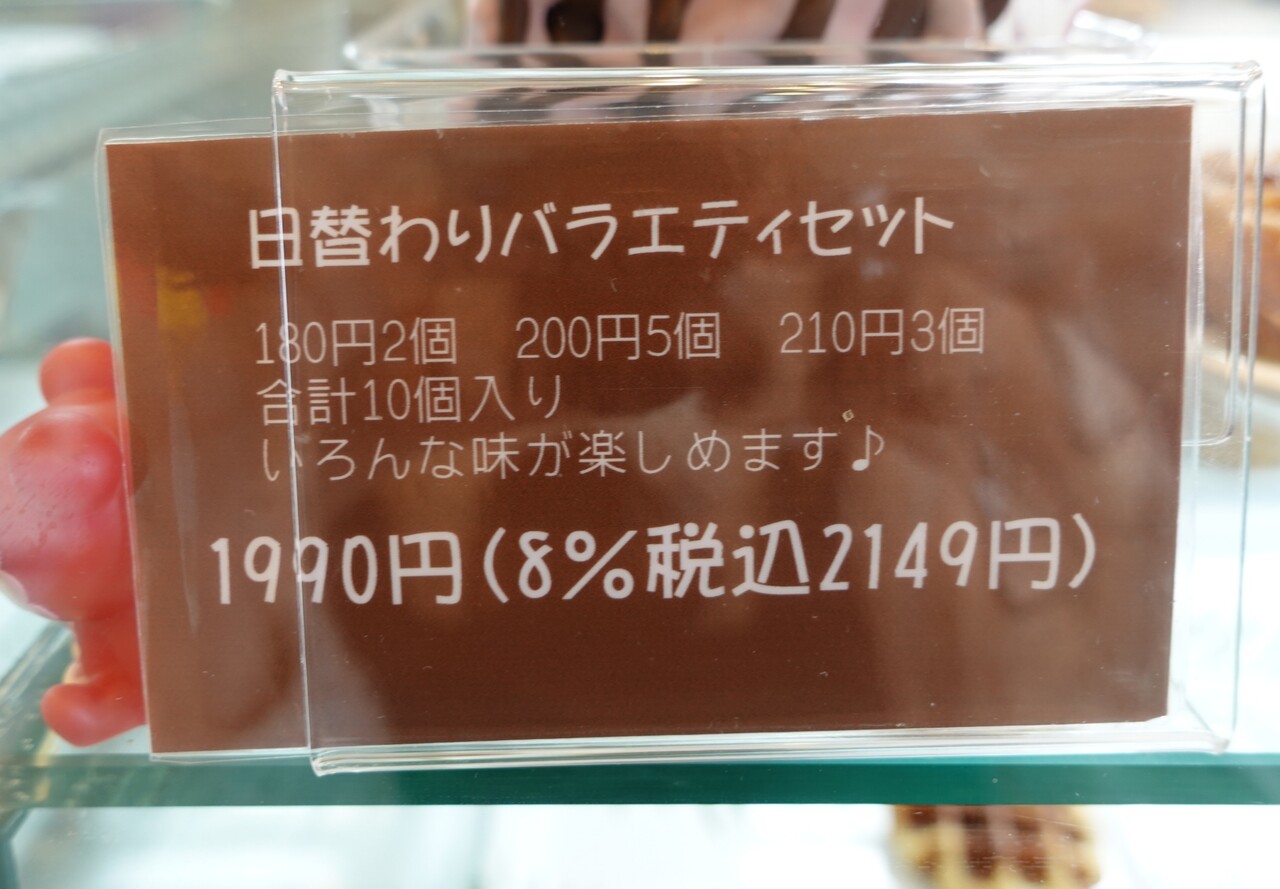 日替わりバラエティセット
180円2個　200円5個　210円3個
合計10個入り
いろんな味が楽しめます♪
1990円(8%税込2149円)